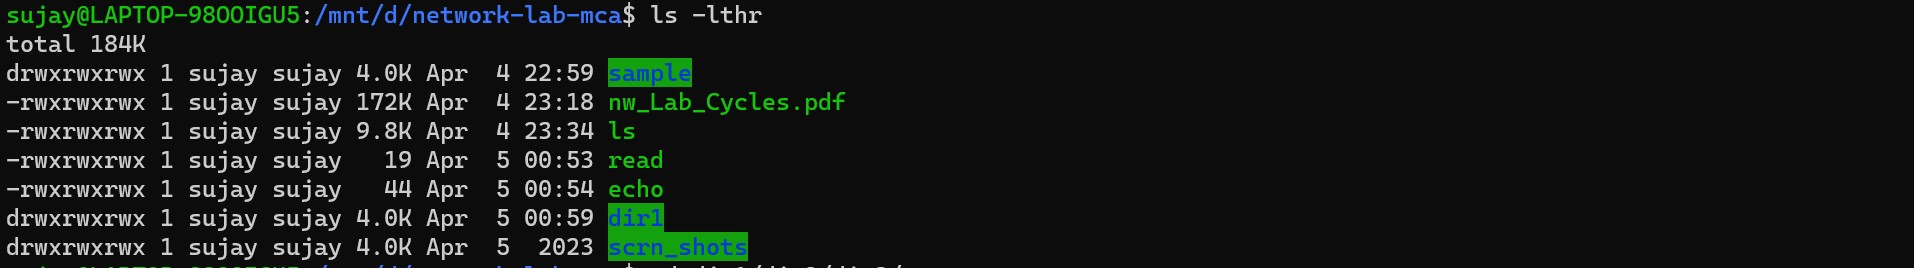 sujay@LAPTOP-98OOIGU5:/mnt/d/network-lab-mca$ ls -lthr
total 184K
drwxrwxrwx 1 sujay sujay 4.0K Apr  4 22:59 sample
-rwxrwxrwx 1 sujay sujay 172K Apr  4 23:18 nw_Lab_Cycles.pdf
-rwxrwxrwx 1 sujay sujay 9.8K Apr  4 23:34 ls
-rwxrwxrwx 1 sujay sujay   19 Apr  5 00:53 read
-rwxrwxrwx 1 sujay sujay   44 Apr  5 00:54 echo
drwxrwxrwx 1 sujay sujay 4.0K Apr  5 00:59 dir1
drwxrwxrwx 1 sujay sujay 4.0K Apr  5  2023 scrn_shots